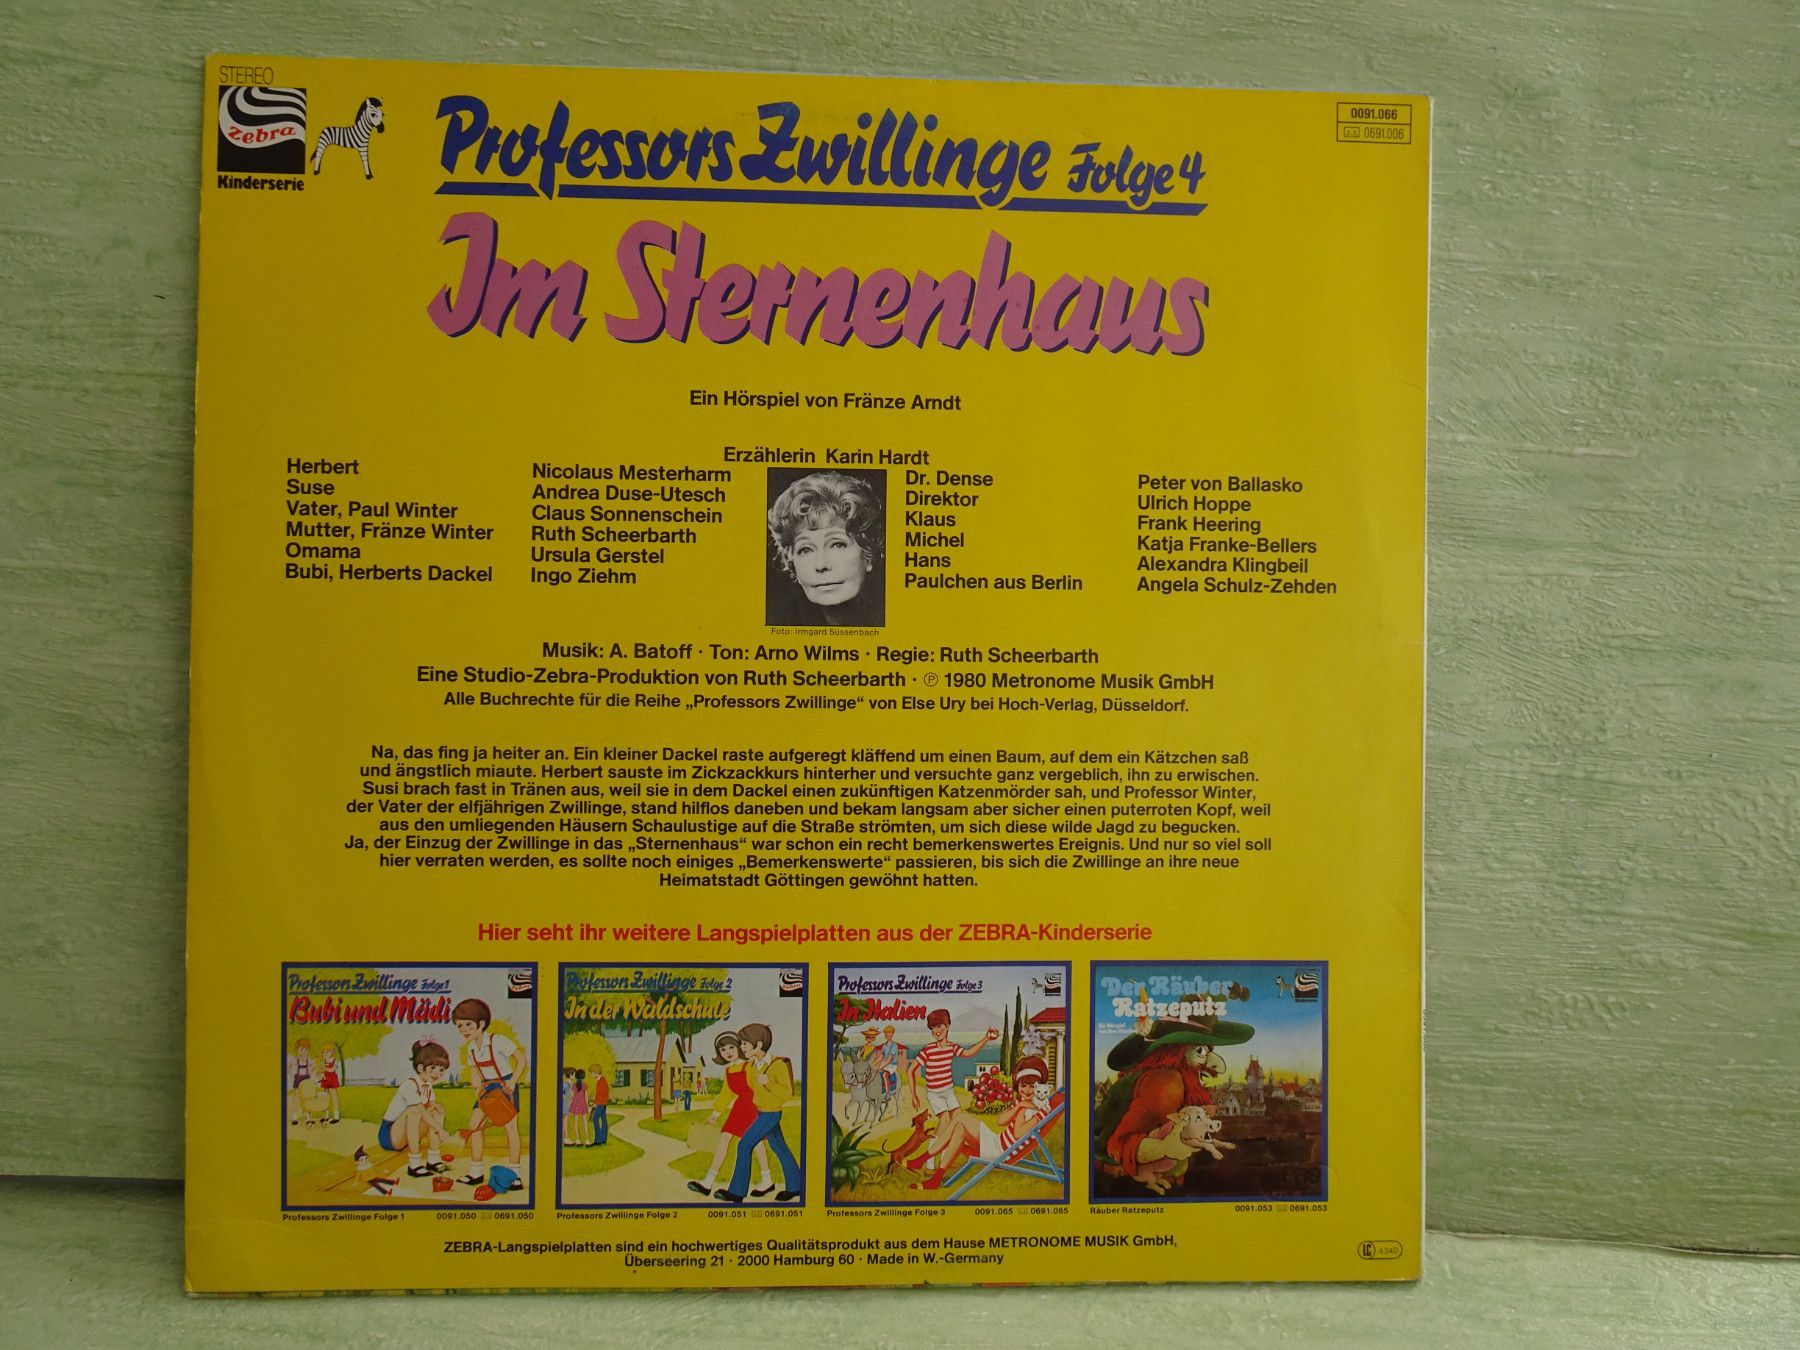 STEREO
zebra
Kinderserie
0091.066
0691.006
Professors Zwillinge Folge 4
Im Sternenhaus
Ein Hörspiel von Fränze Arndt
Erzählerin Karin Hardt
Herbert Nicolaus Mesterharm
Suse Andrea Duse-Utesch
Vater, Paul Winter Claus Sonnenschein
Mutter, Fränze Winter Ruth Scheerbarth
Omama Ursula Gerstel
Bubi, Herberts Dackel Ingo Ziehm
Dr. Dense Peter von Ballasko
Direktor Ulrich Hoppe
Klaus Frank Heering
Michel Katja Franke-Bellers
Hans Alexandra Klingbeil
Paulchen aus Berlin Angela Schulz-Zehden
Foto: Irmgard Süssenbach
Musik: A. Batoff · Ton: Arno Wilms · Regie: Ruth Scheerbarth
Eine Studio-Zebra-Produktion von Ruth Scheerbarth · ℗ 1980 Metronome Musik GmbH
Alle Buchrechte für die Reihe „Professors Zwillinge“ von Else Ury bei Hoch-Verlag, Düsseldorf.
Na, das fing ja heiter an. Ein kleiner Dackel raste aufgeregt kläffend um einen Baum, auf dem ein Kätzchen saß
und ängstlich miaute. Herbert sauste im Zickzackkurs hinterher und versuchte ganz vergeblich, ihn zu erwischen.
Susi brach fast in Tränen aus, weil sie in dem Dackel einen zukünftigen Katzenmörder sah, und Professor Winter,
der Vater der elfjährigen Zwillinge, stand hilflos daneben und bekam langsam aber sicher einen puterroten Kopf, weil
aus den umliegenden Häusern Schaulustige auf die Straße strömten, um sich diese wilde Jagd zu begucken.
Ja, der Einzug der Zwillinge in das „Sternenhaus“ war schon ein recht bemerkenswertes Ereignis. Und nur so viel soll
hier verraten werden, es sollte noch einiges „Bemerkenswerte“ passieren, bis sich die Zwillinge an ihre neue
Heimatstadt Göttingen gewöhnt hatten.
Hier seht ihr weitere Langspielplatten aus der ZEBRA-Kinderserie
Professors Zwillinge Folge 1
Bubi und Mädi
Professors Zwillinge Folge 2
In der Waldschule
Professors Zwillinge Folge 3
In Italien
Der Räuber
Ratzeputz
Professors Zwillinge Folge 1 0091.050 0691.050
Professors Zwillinge Folge 2 0091.051 0691.051
Professors Zwillinge Folge 3 0091.065 0691.065
Räuber Ratzeputz 0091.053 0691.053
ZEBRA-Langspielplatten sind ein hochwertiges Qualitätsprodukt aus dem Hause METRONOME MUSIK GmbH,
Überseering 21 · 2000 Hamburg 60 · Made in W.-Germany
LC 4340